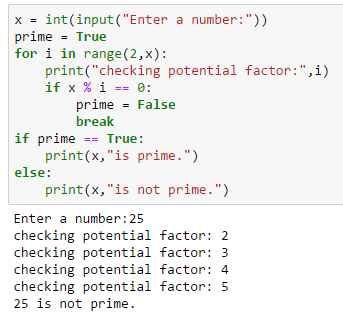 x = int(input("Enter a number:"))
prime = True
for i in range(2,x):
    print("checking potential factor:",i)
    if x % i == 0:
        prime = False
        break
if prime == True:
    print(x,"is prime.")
else:
    print(x,"is not prime.")
Enter a number:25
checking potential factor: 2
checking potential factor: 3
checking potential factor: 4
checking potential factor: 5
25 is not prime.